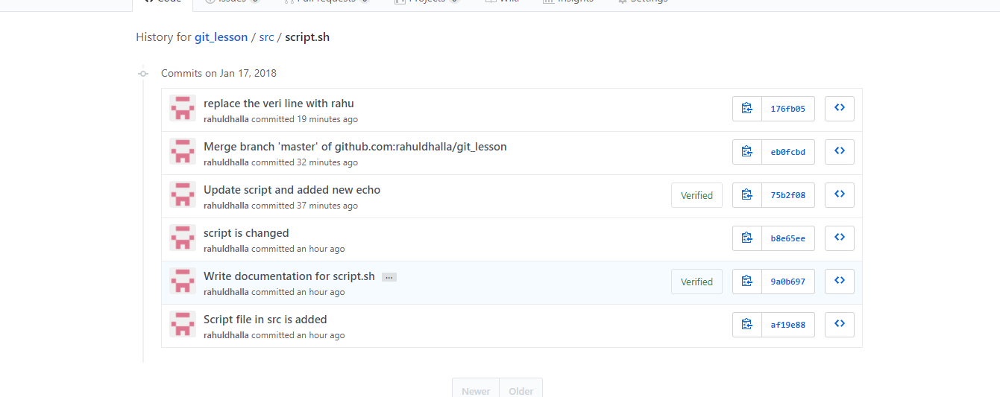 Code Issues 0 Pull requests 0 Projects 0 Wiki Insights Settings
History for git_lesson / src / script.sh
Commits on Jan 17, 2018
replace the veri line with rahu
rahuldhalla committed 19 minutes ago
176fb05
Merge branch 'master' of github.com:rahuldhalla/git_lesson
rahuldhalla committed 32 minutes ago
eb0fcbd
Update script and added new echo
rahuldhalla committed 37 minutes ago
Verified
75b2f08
script is changed
rahuldhalla committed an hour ago
b8e65ee
Write documentation for script.sh ...
rahuldhalla committed an hour ago
Verified
9a0b697
Script file in src is added
rahuldhalla committed an hour ago
af19e88
Newer Older